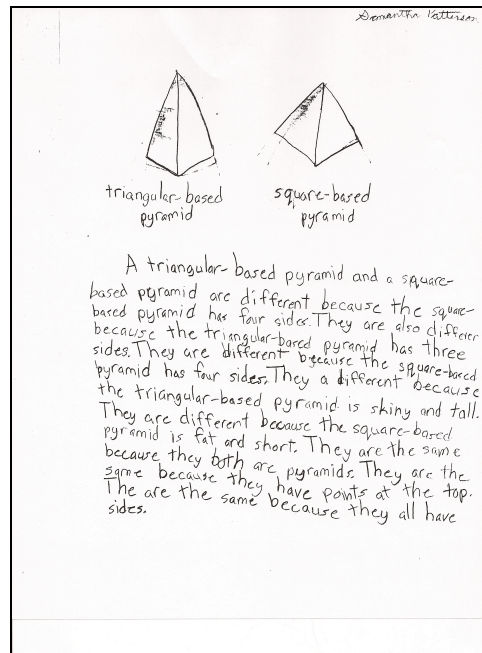 Samantha Patterson
triangular-based
pyramid
square-based
pyramid
A triangular-based pyramid and a square-
based pyramid are different because the square-
based pyramid has four sides. They are also differer
because the triangular-based pyramid has three
sides. They are different because the square-based
pyramid has four sides. They a different because
the triangular-based pyramid is skiny and tall.
They are different because the square-based
pyramid is fat and short. They are the same
because they both are pyramids. They are the
same because they have points at the top.
The are the same because they all have
sides.